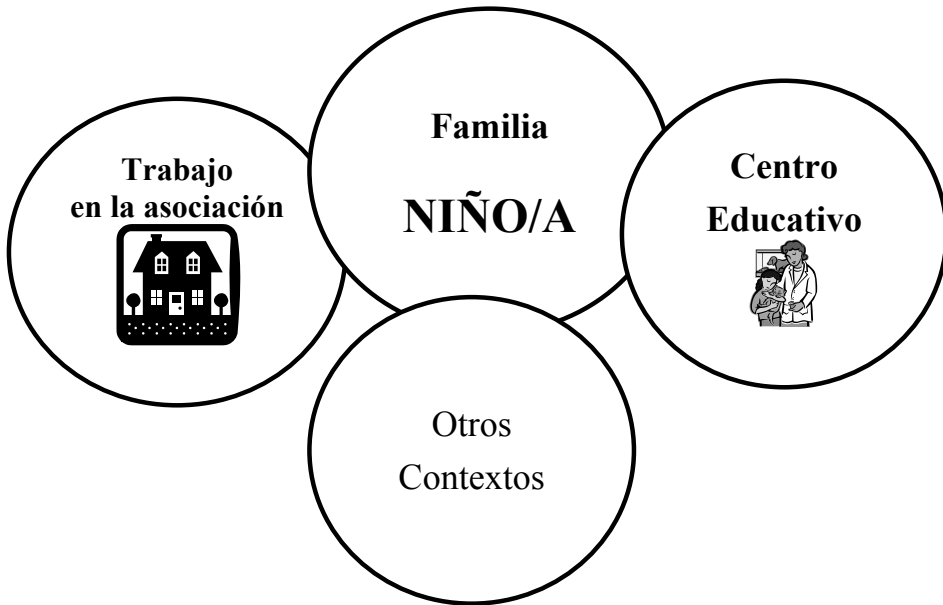 Familia
NIÑO/A
Trabajo
en la asociación
Centro
Educativo
Otros
Contextos